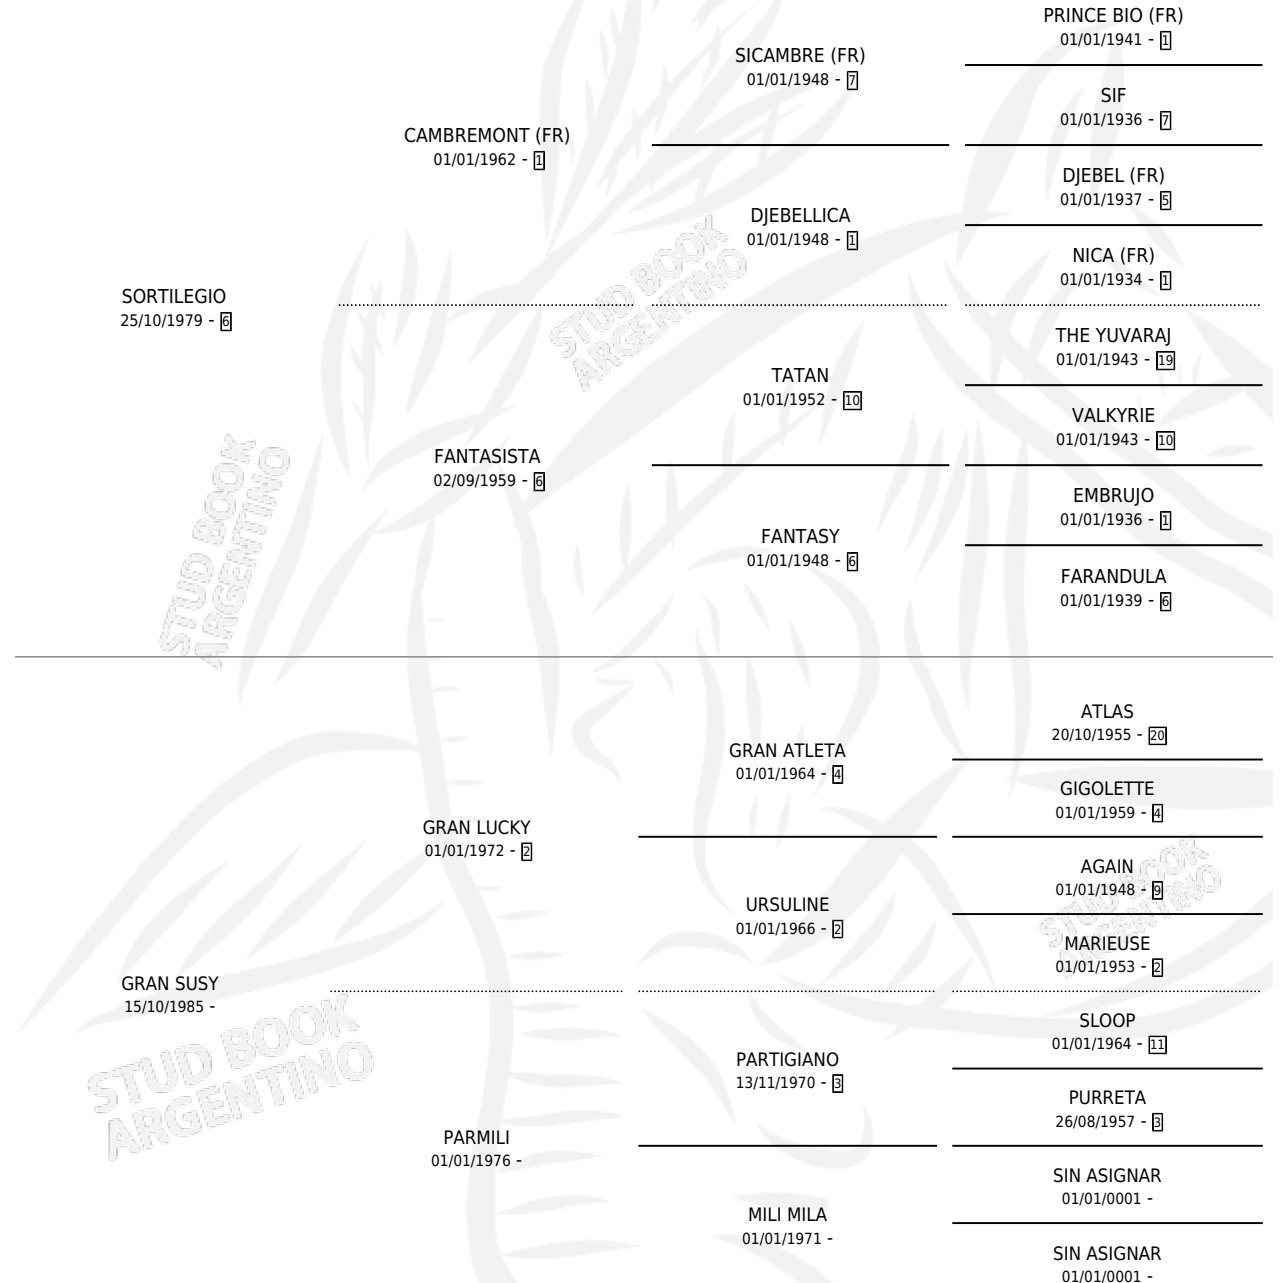 PRINCE BIO (FR)
01/01/1941 - 1
SICAMBRE (FR)
01/01/1948 - 7
SIF
01/01/1936 - 7
CAMBREMONT (FR)
01/01/1962 - 1
DJEBEL (FR)
01/01/1937 - 5
DJEBELLICA
01/01/1948 - 1
NICA (FR)
01/01/1934 - 1
SORTILEGIO
25/10/1979 - 6
THE YUVARAJ
01/01/1943 - 19
TATAN
01/01/1952 - 10
VALKYRIE
01/01/1943 - 10
FANTASISTA
02/09/1959 - 6
EMBRUJO
01/01/1936 - 1
FANTASY
01/01/1948 - 6
FARANDULA
01/01/1939 - 6
ATLAS
20/10/1955 - 20
GRAN ATLETA
01/01/1964 - 4
GIGOLETTE
01/01/1959 - 4
GRAN LUCKY
01/01/1972 - 2
AGAIN
01/01/1948 - 9
URSULINE
01/01/1966 - 2
MARIEUSE
01/01/1953 - 2
GRAN SUSY
15/10/1985 -
SLOOP
01/01/1964 - 11
PARTIGIANO
13/11/1970 - 3
PURRETA
26/08/1957 - 3
PARMILI
01/01/1976 -
SIN ASIGNAR
01/01/0001 -
MILI MILA
01/01/1971 -
SIN ASIGNAR
01/01/0001 -
STUD BOOK
ARGENTINO
STUD BOOK
ARGENTINO
STUD BOOK
ARGENTINO
STUD BOOK
ARGENTINO